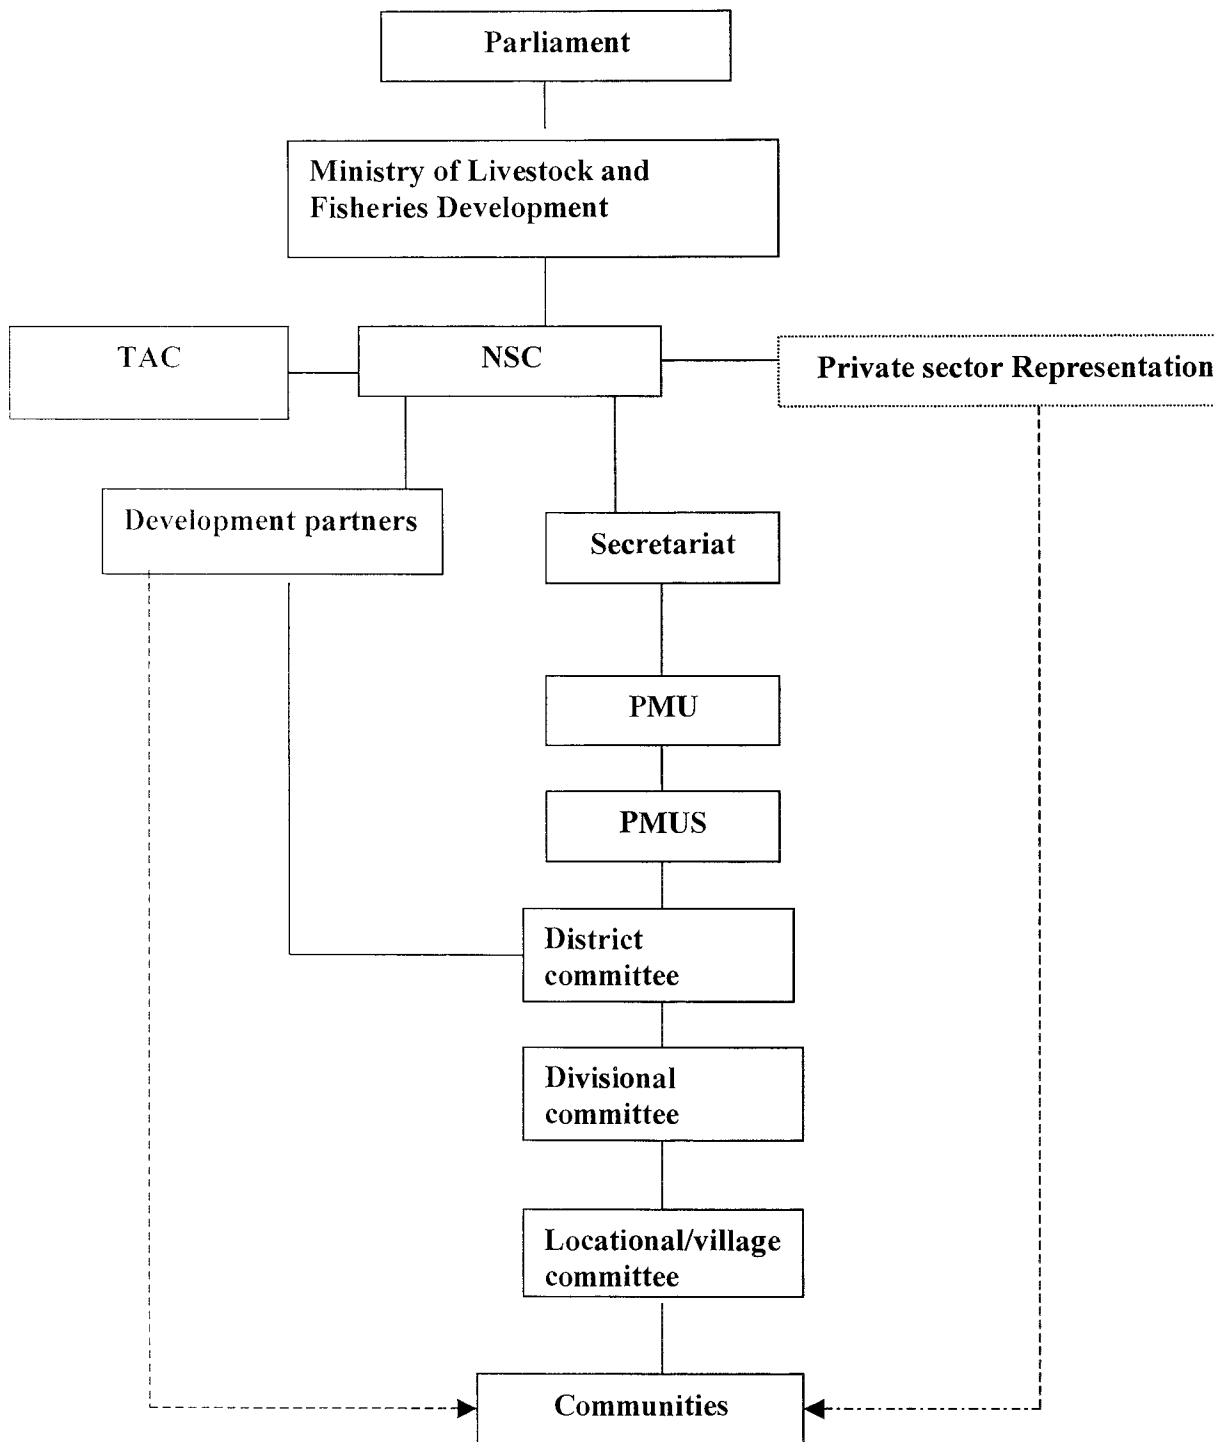 Parliament
Ministry of Livestock and
Fisheries Development
TAC
NSC
Private sector Representation
Development partners
Secretariat
PMU
PMUS
District
committee
Divisional
committee
Locational/village
committee
Communities